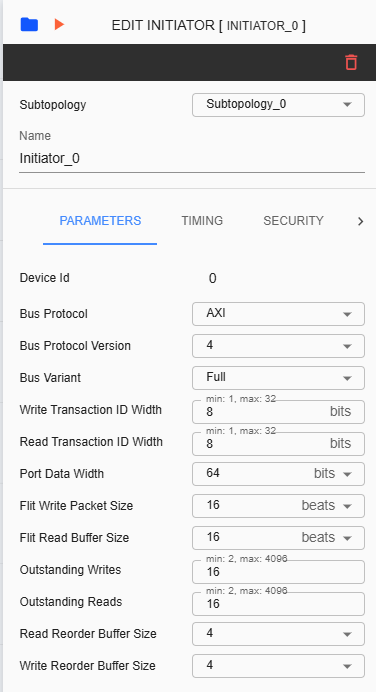 EDIT INITIATOR [ INITIATOR_0 ]
Subtopology Subtopology_0
Name
Initiator_0
PARAMETERS TIMING SECURITY
Device Id 0
Bus Protocol AXI
Bus Protocol Version 4
Bus Variant Full
min: 1, max: 32
Write Transaction ID Width 8 bits
min: 1, max: 32
Read Transaction ID Width 8 bits
Port Data Width 64 bits
Flit Write Packet Size 16 beats
Flit Read Buffer Size 16 beats
min: 2, max: 4096
Outstanding Writes 16
min: 2, max: 4096
Outstanding Reads 16
Read Reorder Buffer Size 4
Write Reorder Buffer Size 4